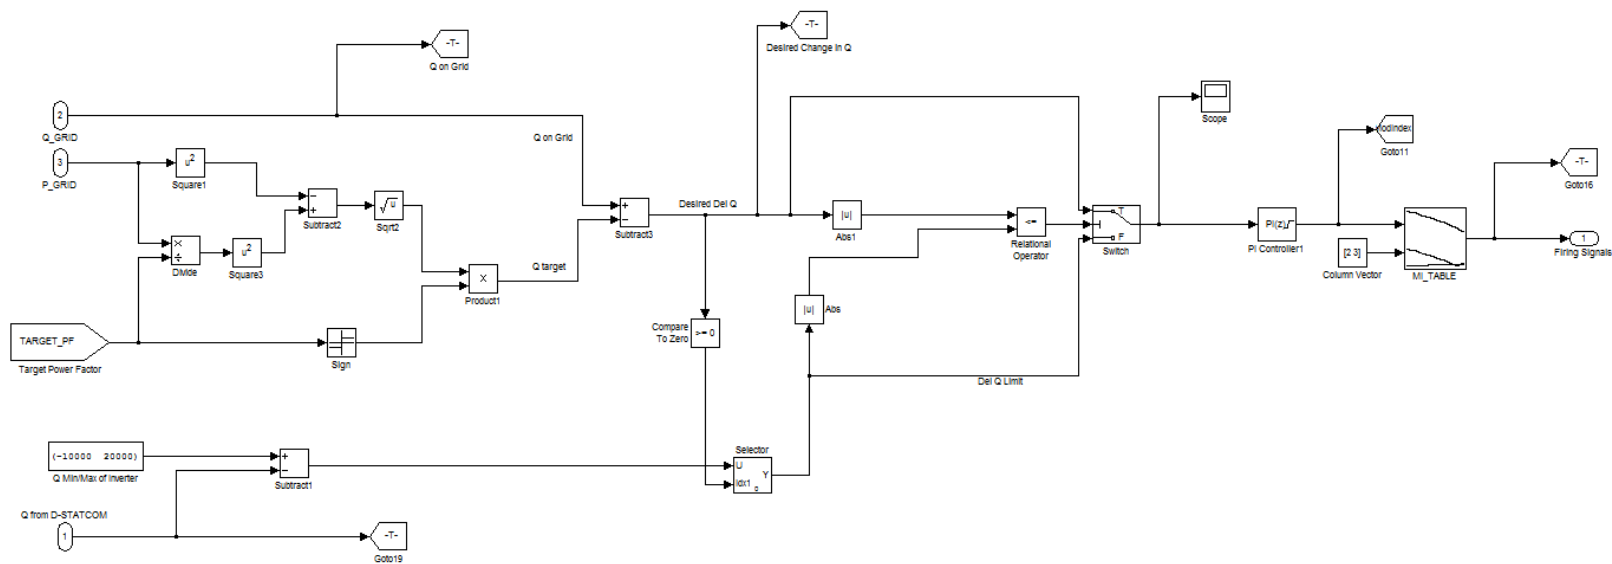 -T-
Desired Change in Q
-T-
Q on Grid
2
Q_GRID
Q on Grid
Scope
Goto11
3
P_GRID
u2
Square1
-T-
Goto16
-
+
Subtract2
√u
Sqrt2
+
-
Subtract3
Desired Del Q
|u|
Abs1
<=
Relational
Operator
T
F
Switch
PI(z)
PI Controller1
[2 3]
Column Vector
MI_TABLE
1
Firing Signals
×
÷
Divide
u2
Square3
X
Product1
Q target
|u|
Abs
Compare
To Zero
>= 0
TARGET_PF
Target Power Factor
Sign
Del Q Limit
(-10000 20000)
Q Min/Max of Inverter
+
-
Subtract1
Selector
U
Idx1
Y
0
Q from D-STATCOM
1
-T-
Goto19